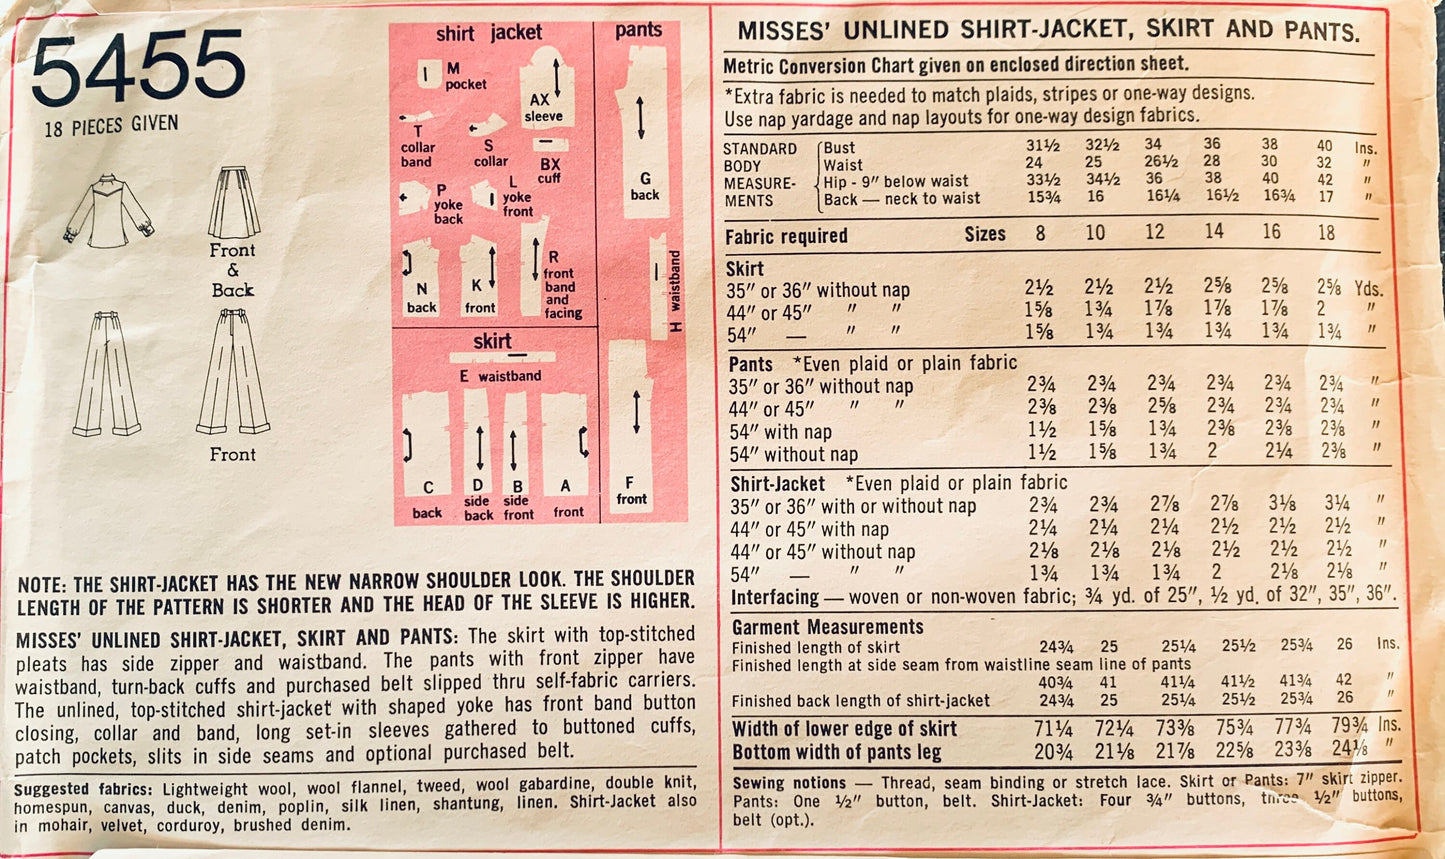 5455
18 PIECES GIVEN
Front
&
Back
Front
shirt jacket
M
pocket
AX
sleeve
T
collar
band
S
collar
BX
cuff
P
yoke
back
L
yoke
front
N
back
K
front
R
front
band
and
facing
skirt
E waistband
C
back
D
side
back
B
side
front
A
front
pants
G
back
H waistband
F
front
NOTE: THE SHIRT-JACKET HAS THE NEW NARROW SHOULDER LOOK. THE SHOULDER
LENGTH OF THE PATTERN IS SHORTER AND THE HEAD OF THE SLEEVE IS HIGHER.
MISSES' UNLINED SHIRT-JACKET, SKIRT AND PANTS: The skirt with top-stitched
pleats has side zipper and waistband. The pants with front zipper have
waistband, turn-back cuffs and purchased belt slipped thru self-fabric carriers.
The unlined, top-stitched shirt-jacket with shaped yoke has front band button
closing, collar and band, long set-in sleeves gathered to buttoned cuffs,
patch pockets, slits in side seams and optional purchased belt.
Suggested fabrics: Lightweight wool, wool flannel, tweed, wool gabardine, double knit,
homespun, canvas, duck, denim, poplin, silk linen, shantung, linen. Shirt-Jacket also
in mohair, velvet, corduroy, brushed denim.
MISSES' UNLINED SHIRT-JACKET, SKIRT AND PANTS.
Metric Conversion Chart given on enclosed direction sheet.
*Extra fabric is needed to match plaids, stripes or one-way designs.
Use nap yardage and nap layouts for one-way design fabrics.
STANDARD Bust 31½ 32½ 34 36 38 40 Ins.
BODY Waist 24 25 26½ 28 30 32 "
MEASURE- Hip - 9" below waist 33½ 34½ 36 38 40 42 "
MENTS Back — neck to waist 15¾ 16 16¼ 16½ 16¾ 17 "
Fabric required Sizes 8 10 12 14 16 18
Skirt
35" or 36" without nap 2½ 2½ 2½ 2⅝ 2⅝ 2⅝ Yds.
44" or 45" " " 1⅝ 1¾ 1⅞ 1⅞ 1⅞ 2 "
54" — " " 1⅝ 1¾ 1¾ 1¾ 1¾ 1¾ "
Pants *Even plaid or plain fabric
35" or 36" without nap 2¾ 2¾ 2¾ 2¾ 2¾ 2¾ "
44" or 45" " " 2⅜ 2⅜ 2⅝ 2¾ 2¾ 2¾ "
54" with nap 1½ 1⅝ 1¾ 2⅜ 2⅜ 2⅜ "
54" without nap 1½ 1⅝ 1¾ 2 2¼ 2⅜ "
Shirt-Jacket *Even plaid or plain fabric
35" or 36" with or without nap 2¾ 2¾ 2⅞ 2⅞ 3⅛ 3¼ "
44" or 45" with nap 2¼ 2¼ 2¼ 2½ 2½ 2½ "
44" or 45" without nap 2⅛ 2⅛ 2⅛ 2½ 2½ 2½ "
54" — " " 1¾ 1¾ 1¾ 2 2⅛ 2⅛ "
Interfacing — woven or non-woven fabric; ¾ yd. of 25", ½ yd. of 32", 35", 36".
Garment Measurements
Finished length of skirt 24¾ 25 25¼ 25½ 25¾ 26 Ins.
Finished length at side seam from waistline seam line of pants
40¾ 41 41¼ 41½ 41¾ 42 "
Finished back length of shirt-jacket 24¾ 25 25¼ 25½ 25¾ 26 "
Width of lower edge of skirt 71¼ 72¼ 73⅜ 75¾ 77¾ 79¾ Ins.
Bottom width of pants leg 20¾ 21⅛ 21⅞ 22⅝ 23⅜ 24⅛ "
Sewing notions — Thread, seam binding or stretch lace. Skirt or Pants: 7" skirt zipper.
Pants: One ½" button, belt. Shirt-Jacket: Four ¾" buttons, three ½" buttons,
belt (opt.).